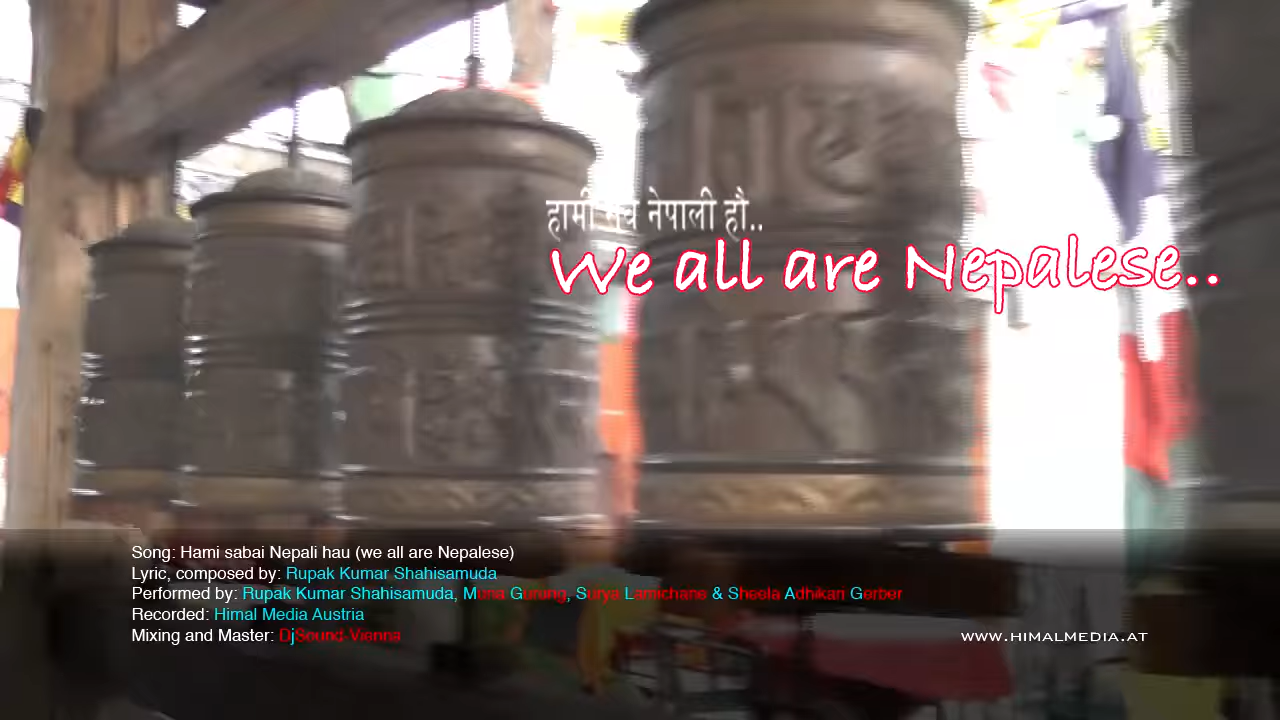 हामी सबै नेपाली हौ..
We all are Nepalese..
Song: Hami sabai Nepali hau (we all are Nepalese)
Lyric, composed by: Rupak Kumar Shahisamuda
Performed by: Rupak Kumar Shahisamuda, Muna Gurung, Surya Lamichane & Sheela Adhikari Gerber
Recorded: Himal Media Austria
Mixing and Master: DjSound-Vienna
WWW.HIMALMEDIA.AT